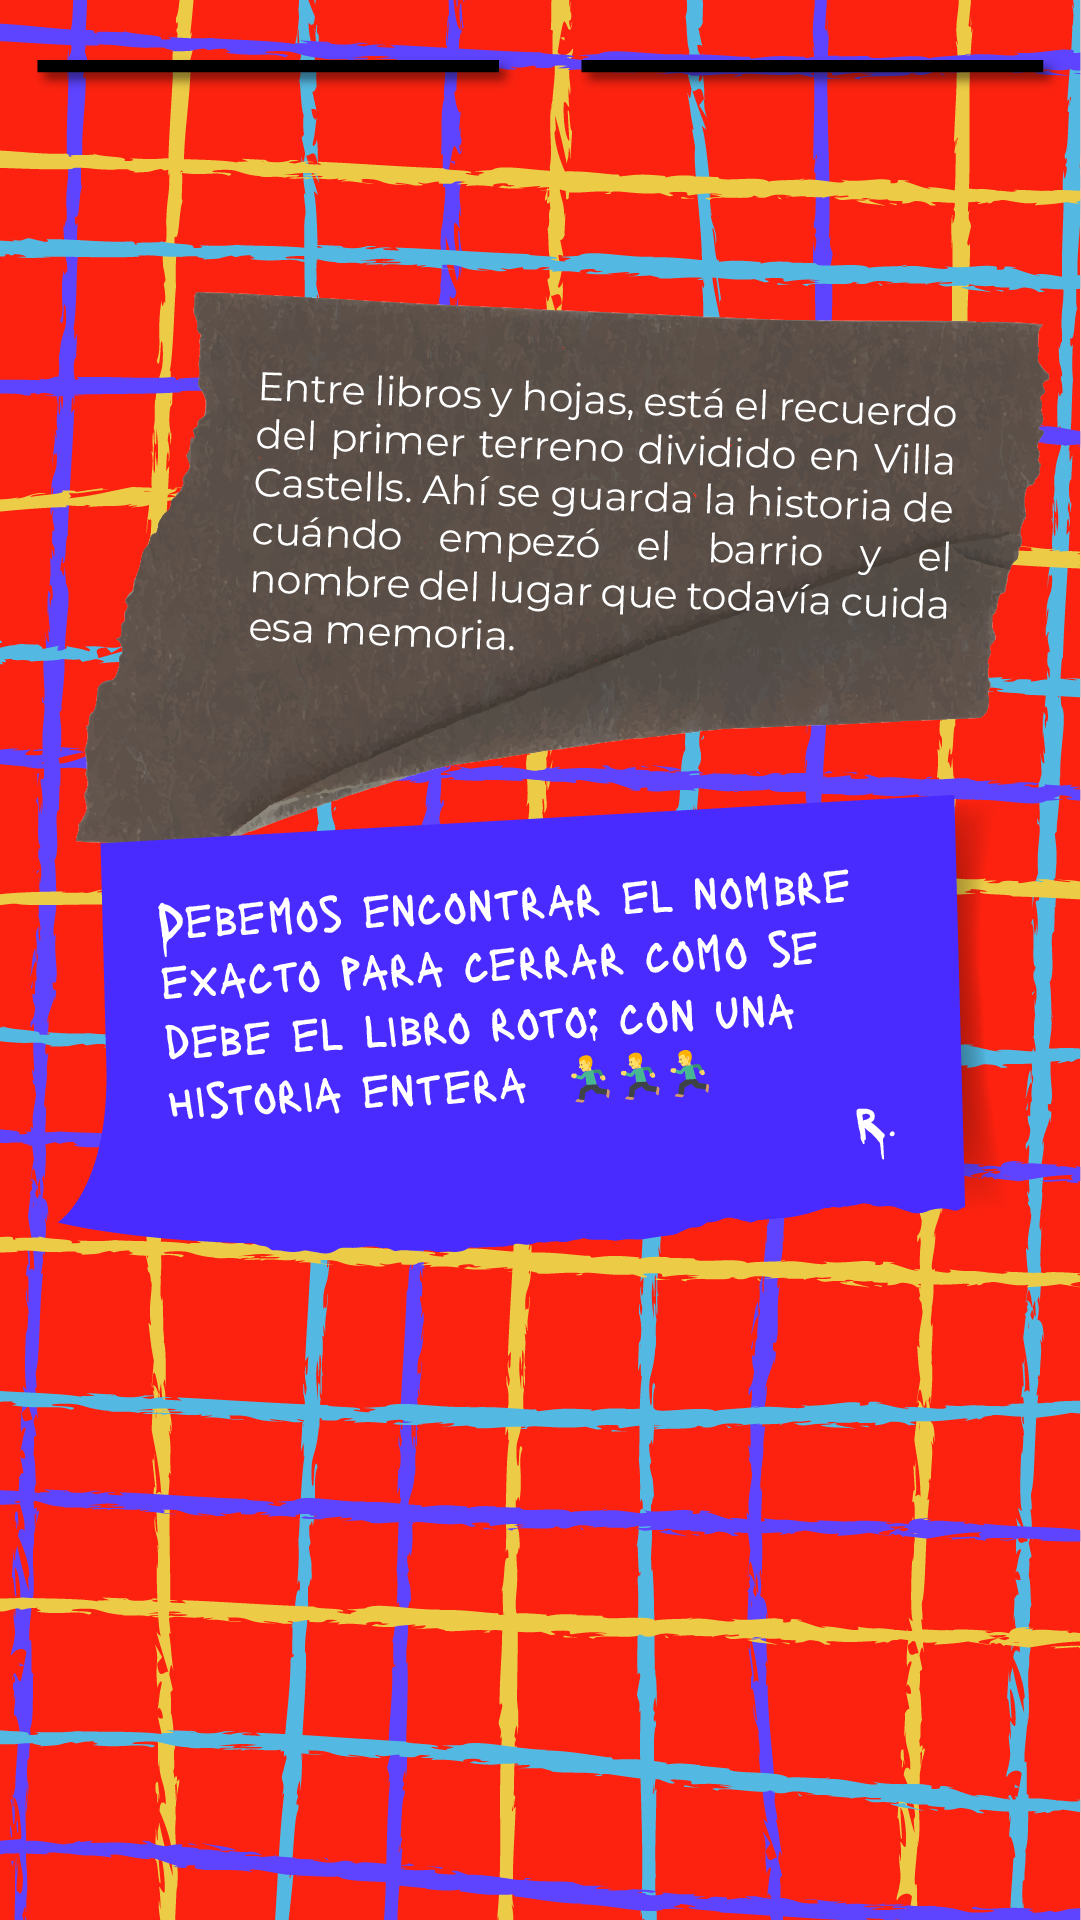 Entre libros y hojas, está el recuerdo
del primer terreno dividido en Villa
Castells. Ahí se guarda la historia de
cuándo empezó el barrio y el
nombre del lugar que todavía cuida
esa memoria.
DEBEMOS ENCONTRAR EL NOMBRE
EXACTO PARA CERRAR COMO SE
DEBE EL LIBRO ROTO; CON UNA
HISTORIA ENTERA 🏃‍♂️🏃‍♂️🏃‍♂️
R.